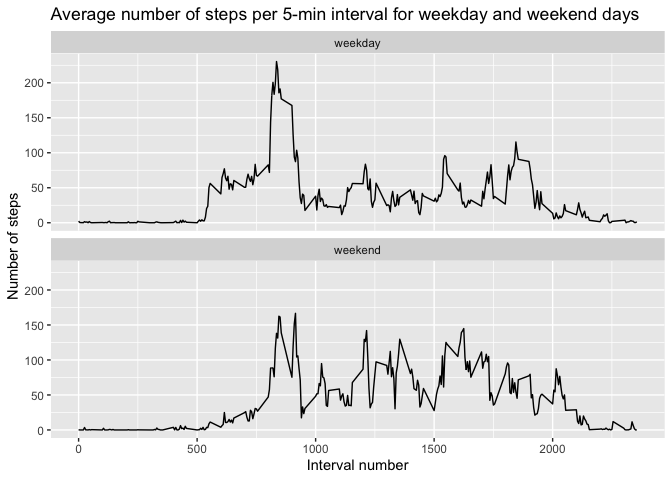 Average number of steps per 5-min interval for weekday and weekend days
weekday
200
150
100
50
0
Number of steps
weekend
200
150
100
50
0
0 500 1000 1500 2000
Interval number